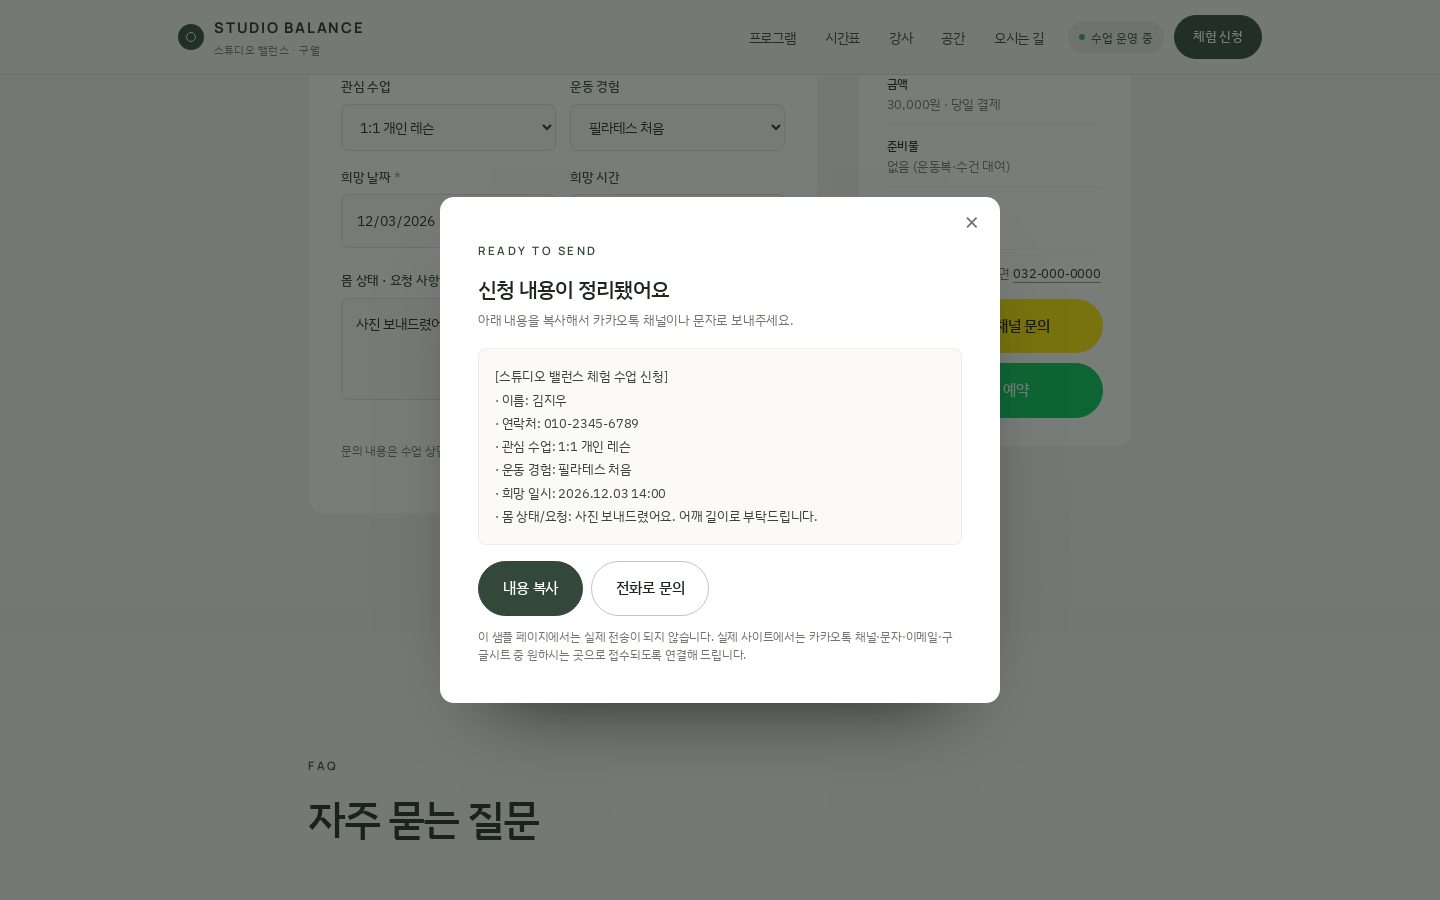 STUDIO BALANCE
스튜디오 밸런스 · 구월
프로그램
시간표
강사
공간
오시는 길
수업 운영 중
체험 신청
관심 수업
운동 경험
1:1 개인 레슨
필라테스 처음
희망 날짜 *
희망 시간
12/03/2026
몸 상태 · 요청 사항
사진 보내드렸어
문의 내용은 수업 상담
금액
30,000원 · 당일 결제
준비물
없음 (운동복·수건 대여)
면 032-000-0000
채널 문의
예약
×
READY TO SEND
신청 내용이 정리됐어요
아래 내용을 복사해서 카카오톡 채널이나 문자로 보내주세요.
[스튜디오 밸런스 체험 수업 신청]
· 이름: 김지우
· 연락처: 010-2345-6789
· 관심 수업: 1:1 개인 레슨
· 운동 경험: 필라테스 처음
· 희망 일시: 2026.12.03 14:00
· 몸 상태/요청: 사진 보내드렸어요. 어깨 길이로 부탁드립니다.
내용 복사
전화로 문의
이 샘플 페이지에서는 실제 전송이 되지 않습니다. 실제 사이트에서는 카카오톡 채널·문자·이메일·구
글시트 중 원하시는 곳으로 접수되도록 연결해 드립니다.
FAQ
자주 묻는 질문